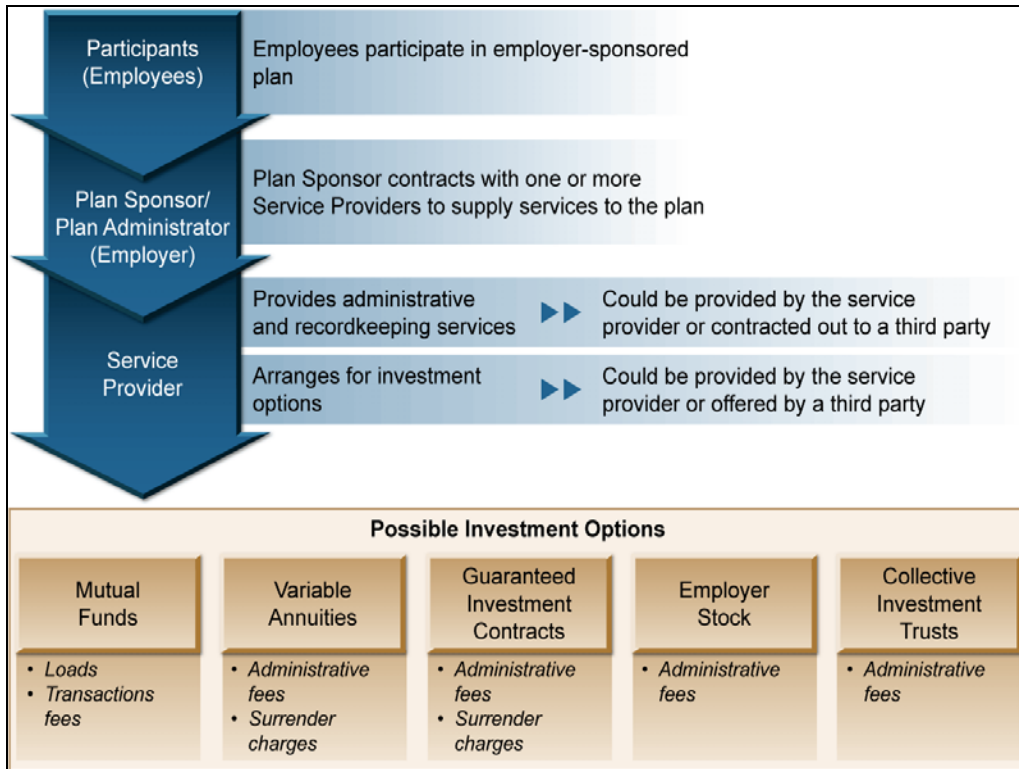 Participants
(Employees)
Employees participate in employer-sponsored
plan
Plan Sponsor/
Plan Administrator
(Employer)
Plan Sponsor contracts with one or more
Service Providers to supply services to the plan
Service
Provider
Provides administrative
and recordkeeping services
Could be provided by the service
provider or contracted out to a third party
Arranges for investment
options
Could be provided by the service
provider or offered by a third party
Possible Investment Options
Mutual
Funds
• Loads
• Transactions
fees
Variable
Annuities
• Administrative
fees
• Surrender
charges
Guaranteed
Investment
Contracts
• Administrative
fees
• Surrender
charges
Employer
Stock
• Administrative
fees
Collective
Investment
Trusts
• Administrative
fees